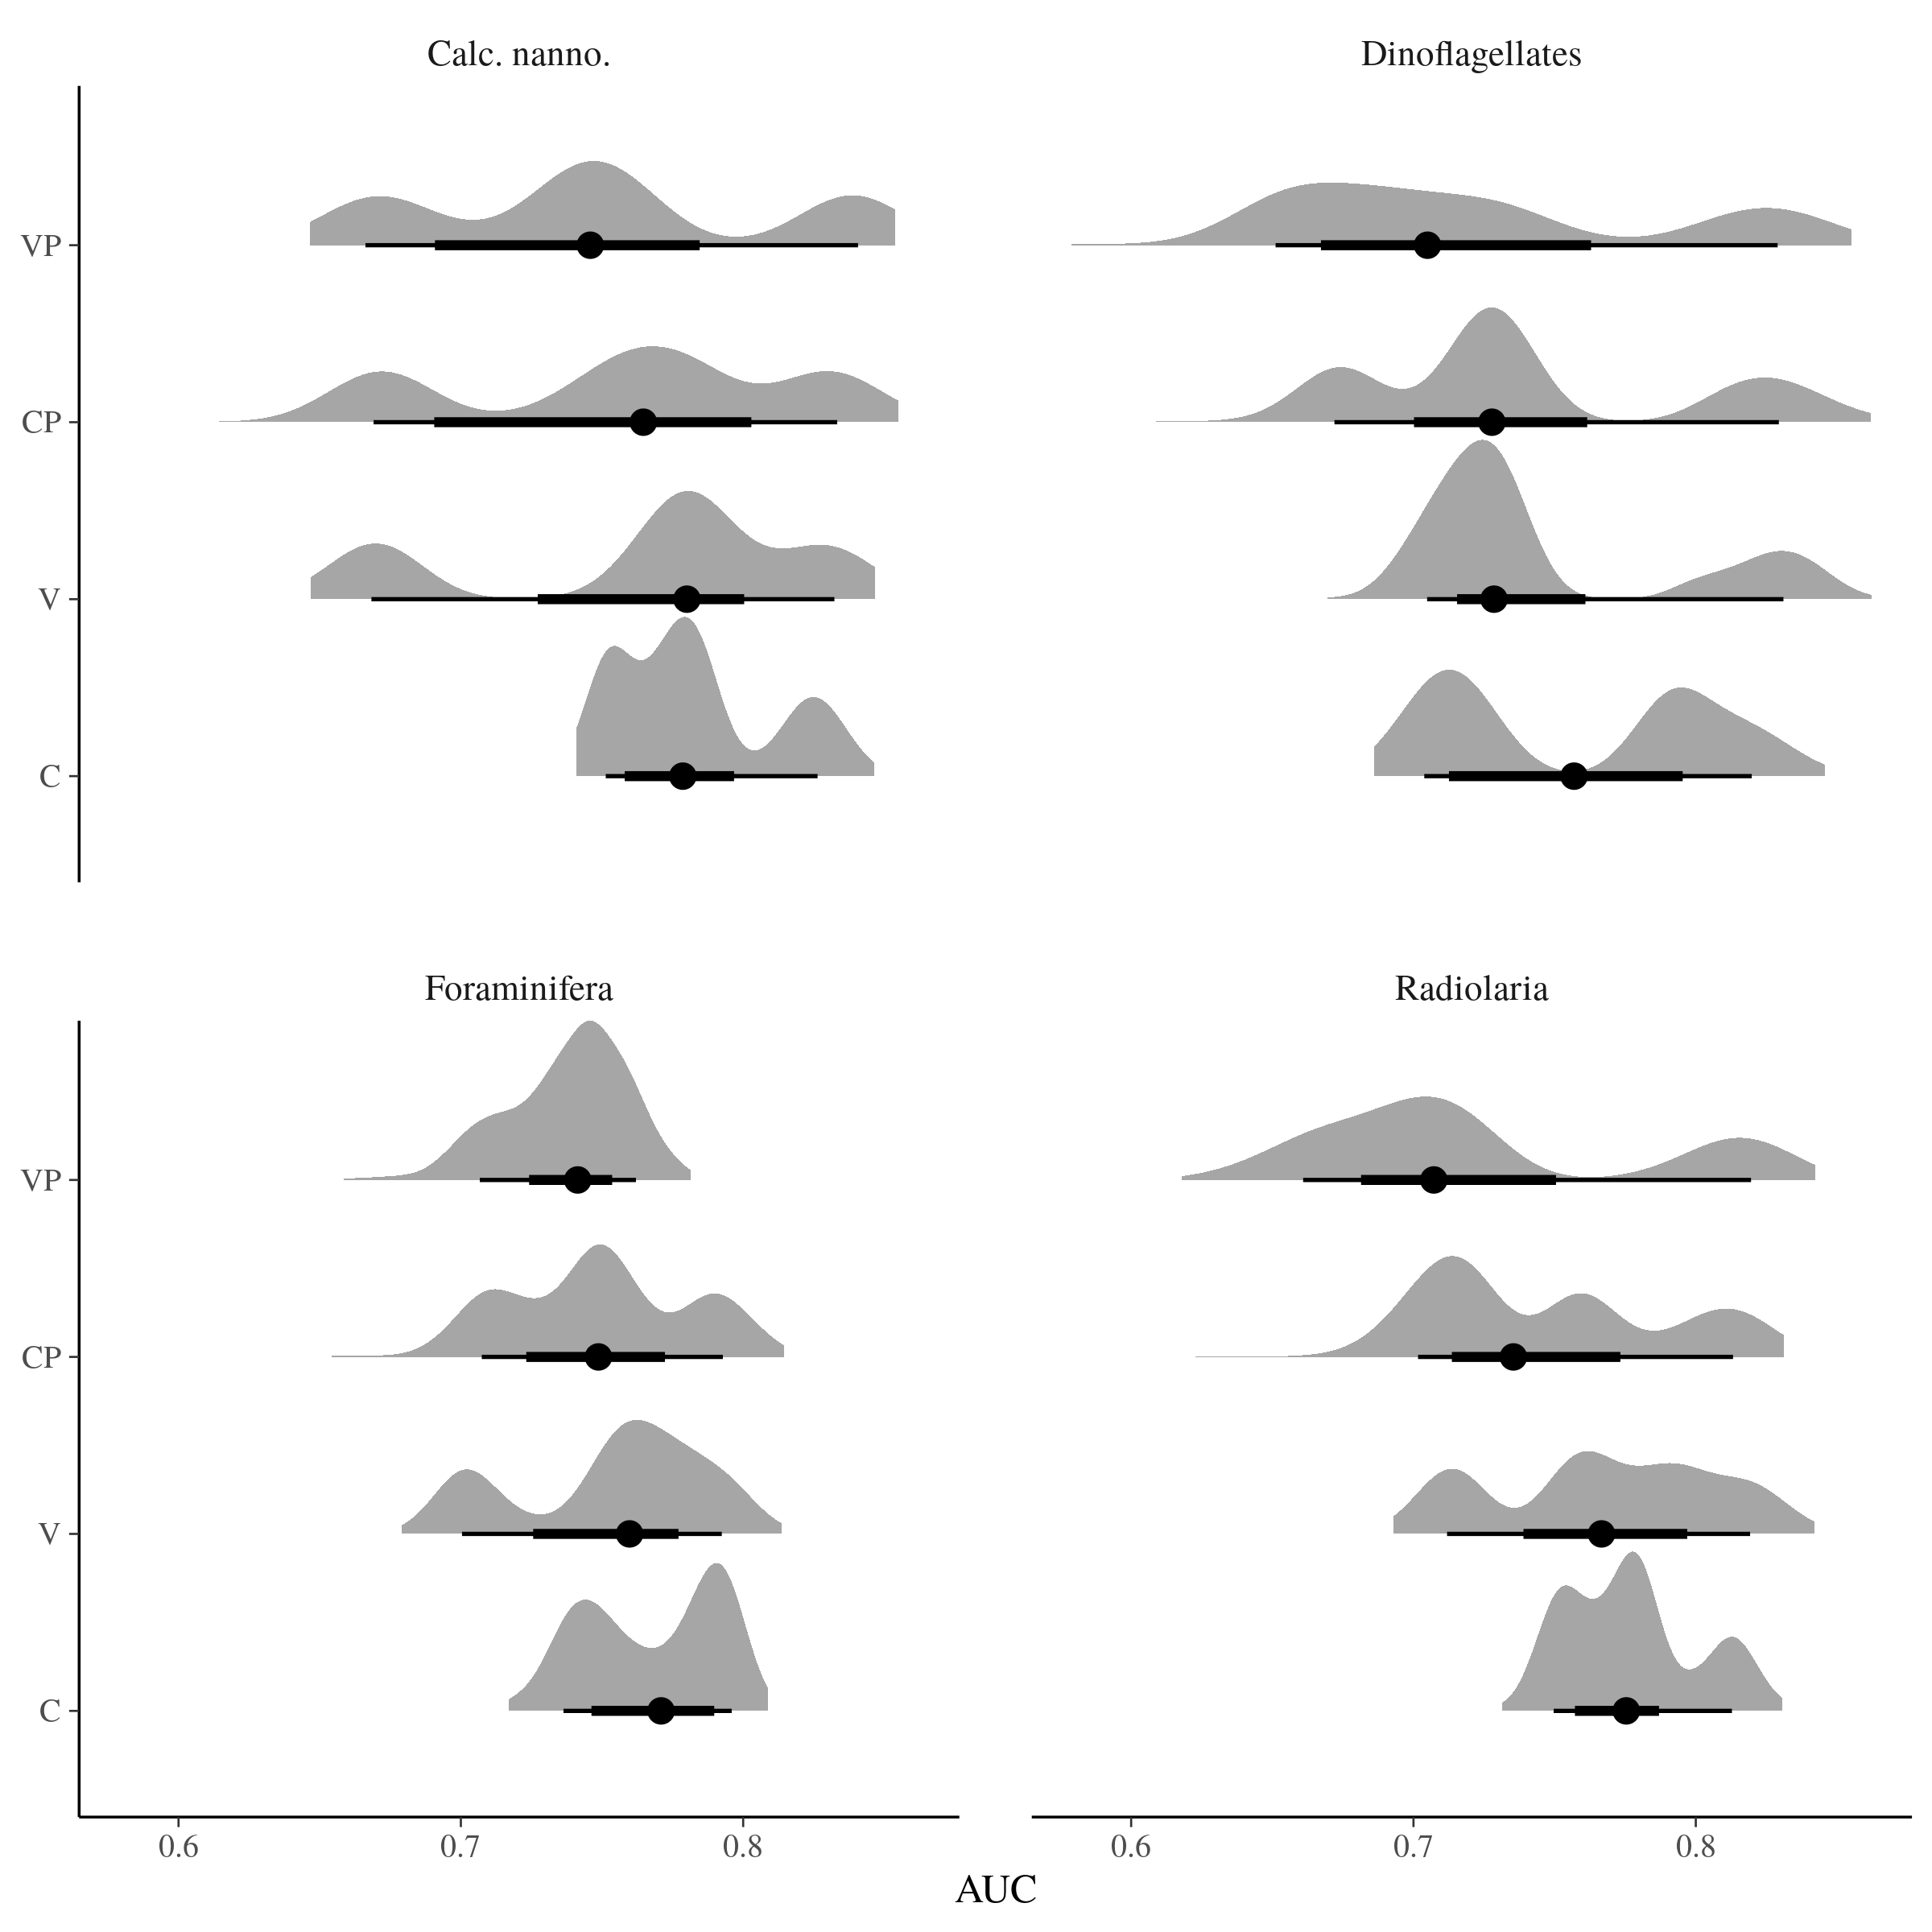 Calc. nanno.
Dinoflagellates
VP
CP
V
C
Foraminifera
Radiolaria
VP
CP
V
C
0.6 0.7 0.8 0.6 0.7 0.8
AUC